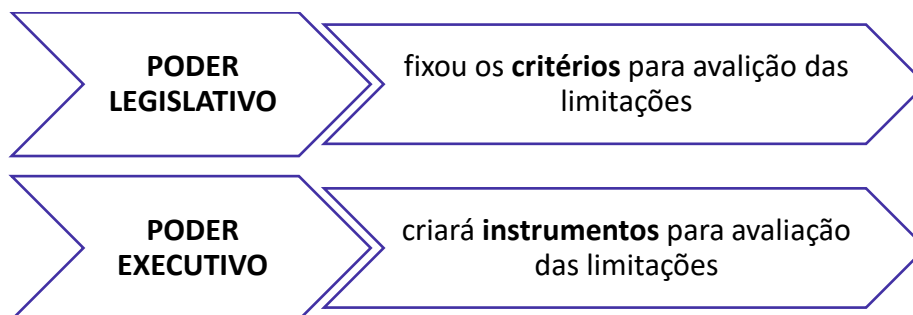 PODER
LEGISLATIVO
fixou os critérios para avalição das
limitações
PODER
EXECUTIVO
criará instrumentos para avaliação
das limitações